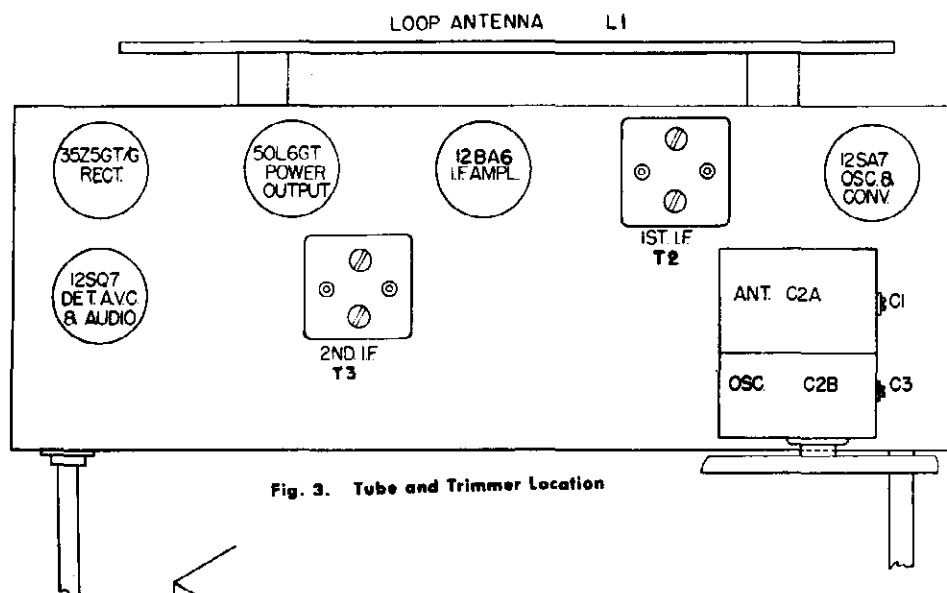 LOOP ANTENNA L1
35Z5GT/G
RECT.
50L6GT
POWER
OUTPUT
12BA6
I.F. AMPL.
12SA7
OSC. &
CONV.
1ST. I.F.
T2
12SQ7
DET. A.V.C.
& AUDIO
2ND. I.F.
T3
ANT. C2A
C1
OSC. C2B
C3
Fig. 3. Tube and Trimmer Location